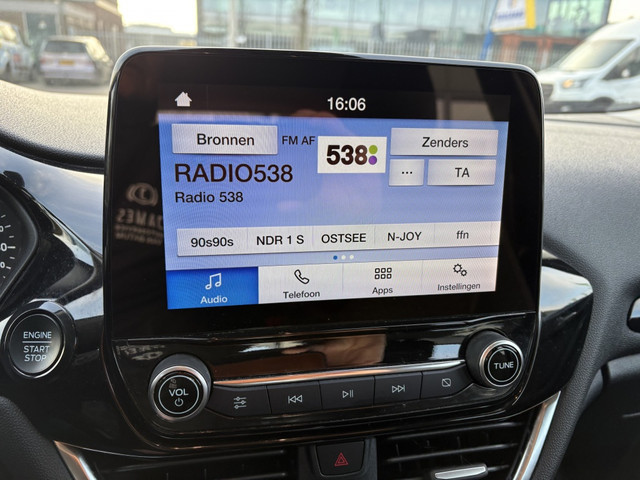 16:06
Bronnen
FM AF
538
Zenders
RADIO538
...
TA
Radio 538
90s90s
NDR 1 S
OSTSEE
N-JOY
ffn
Audio
Telefoon
Apps
Instellingen
ENGINE
START
STOP
VOL
TUNE